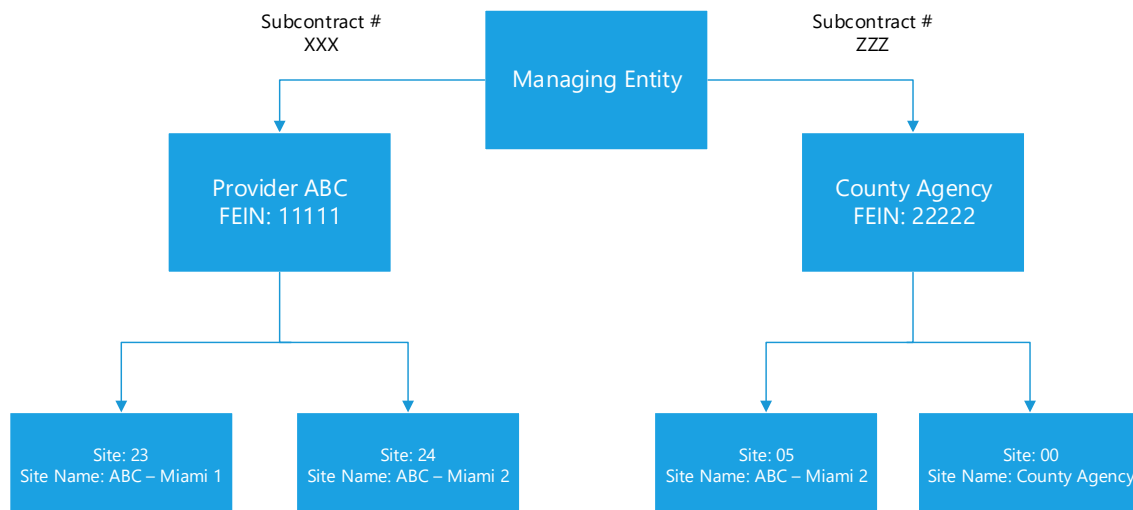 Subcontract #
XXX
Subcontract #
ZZZ
Managing Entity
Provider ABC
FEIN: 11111
County Agency
FEIN: 22222
Site: 23
Site Name: ABC – Miami 1
Site: 24
Site Name: ABC – Miami 2
Site: 05
Site Name: ABC – Miami 2
Site: 00
Site Name: County Agency